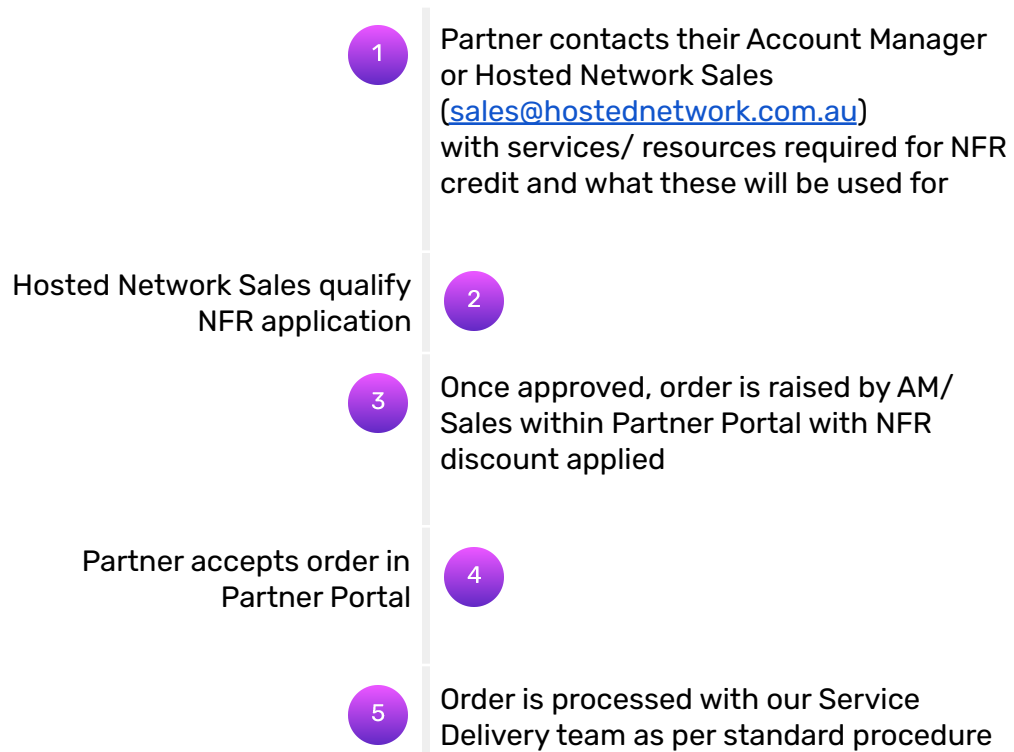 1
Partner contacts their Account Manager
or Hosted Network Sales
(sales@hostednetwork.com.au)
with services/ resources required for NFR
credit and what these will be used for
Hosted Network Sales qualify
NFR application
2
3
Once approved, order is raised by AM/
Sales within Partner Portal with NFR
discount applied
Partner accepts order in
Partner Portal
4
5
Order is processed with our Service
Delivery team as per standard procedure